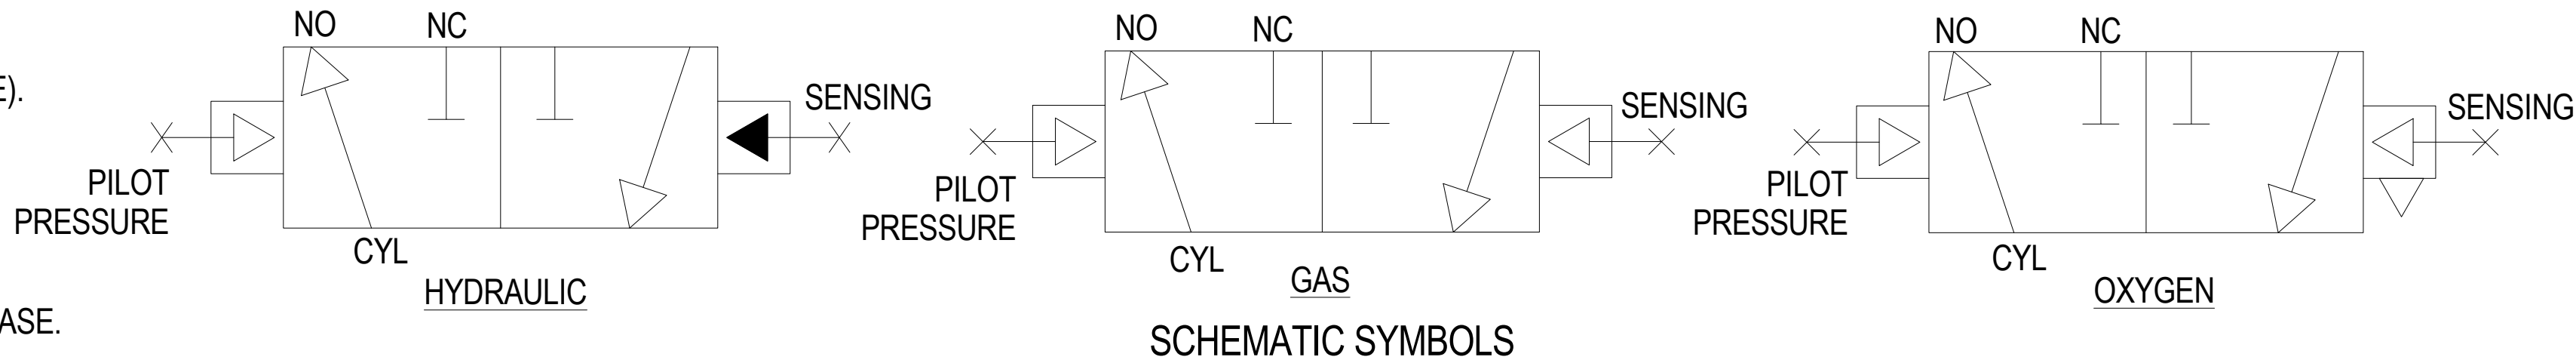 E).
ASE.
NO
NC
SENSING
PILOT
PRESSURE
CYL
HYDRAULIC
NO
NC
SENSING
PILOT
PRESSURE
CYL
GAS
NO
NC
SENSING
PILOT
PRESSURE
CYL
OXYGEN
SCHEMATIC SYMBOLS